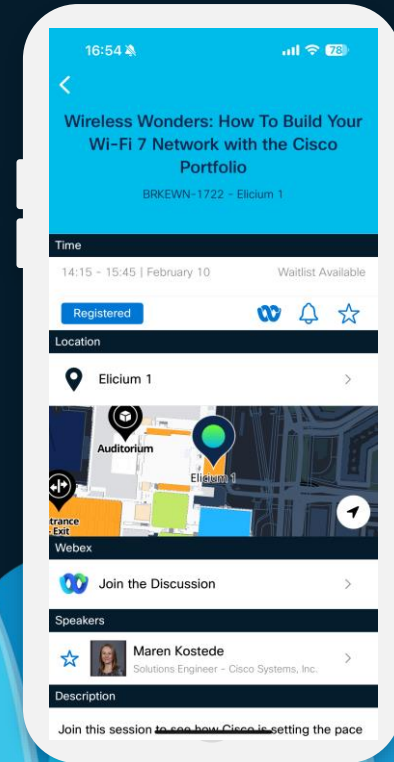 16:54
78
Wireless Wonders: How To Build Your
Wi-Fi 7 Network with the Cisco
Portfolio
BRKEWN-1722 - Elicium 1
Time
14:15 - 15:45 | February 10 Waitlist Available
Registered
Location
Elicium 1
Auditorium
Elicium 1
trance
Exit
Webex
Join the Discussion
Speakers
Maren Kostede
Solutions Engineer - Cisco Systems, Inc.
Description
Join this session to see how Cisco is setting the pace